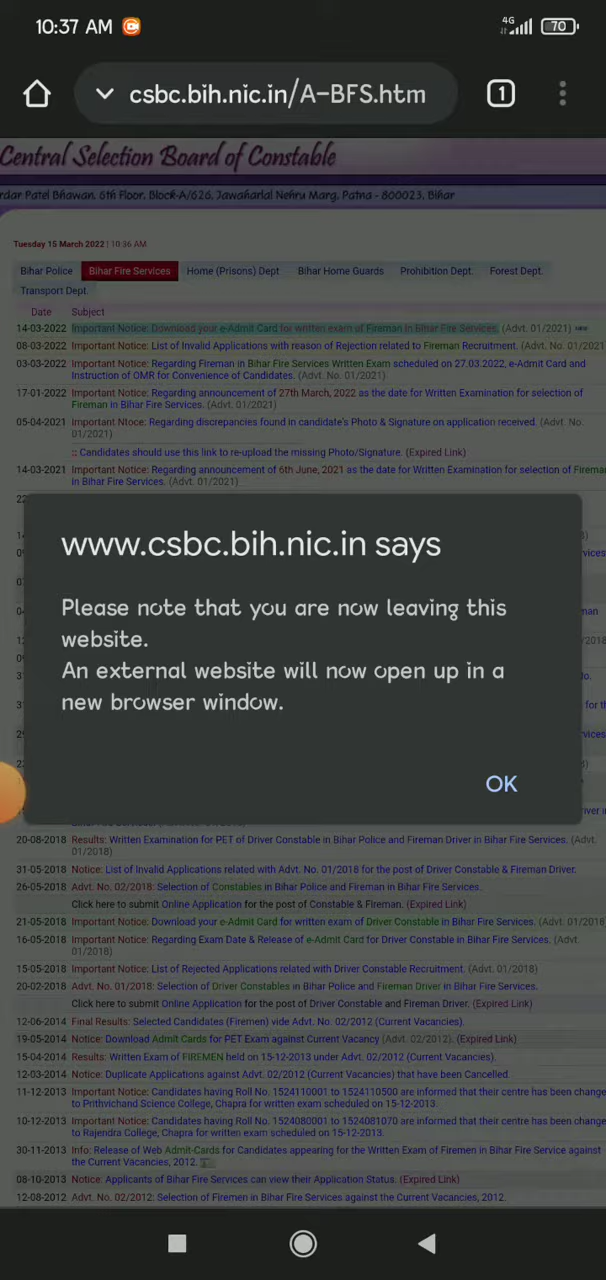 10:37 AM
4G
70
csbc.bih.nic.in/A-BFS.htm
1
Central Selection Board of Constable
rdar Patel Bhawan, 6th Floor, Block-A/626, Jawaharlal Nehru Marg, Patna - 800023, Bihar
Tuesday 15 March 2022 | 10:36 AM
Bihar Police Bihar Fire Services Home (Prisons) Dept. Bihar Home Guards Prohibition Dept. Forest Dept.
Transport Dept.
Date Subject
14-03-2022 Important Notice: Download your e-Admit Card for written exam of Fireman in Bihar Fire Services. (Advt. 01/2021)
08-03-2022 Important Notice: List of Invalid Applications with reason of Rejection related to Fireman Recruitment. (Advt. No. 01/2021
03-03-2022 Important Notice: Regarding Fireman in Bihar Fire Services Written Exam scheduled on 27.03.2022, e-Admit Card and
Instruction of OMR for Convenience of Candidates. (Advt. 01/2021)
17-01-2022 Important Notice: Regarding announcement of 27th March, 2022 as the date for Written Examination for selection of
Fireman in Bihar Fire Services. (Advt. 01/2021)
05-04-2021 Important Ntoce: Regarding discrepancies found in candidate's Photo & Signature on application received. (Advt. No.
01/2021)
:: Candidates should use this link to re-upload the missing Photo/Signature. (Expired Link)
14-03-2021 Important Notice: Regarding announcement of 6th June, 2021 as the date for Written Examination for selection of Firema
in Bihar Fire Services. (Advt. 01/2021)
22
www.csbc.bih.nic.in says
Please note that you are now leaving this
website.
An external website will now open up in a
new browser window.
OK
20-08-2018 Results: Written Examination for PET of Driver Constable in Bihar Police and Fireman Driver in Bihar Fire Services. (Advt.
01/2018)
31-05-2018 Notice: List of Invalid Applications related with Advt. No. 01/2018 for the post of Driver Constable & Fireman Driver.
26-05-2018 Advt. No. 02/2018: Selection of Constables in Bihar Police and Fireman in Bihar Fire Services.
Click here to submit Online Application for the post of Constable & Fireman. (Expired Link)
21-05-2018 Important Notice: Download your e-Admit Card for written exam of Driver Constable in Bihar Fire Services. (Advt. 01/2018
16-05-2018 Important Notice: Regarding Exam Date & Release of e-Admit Card for Driver Constable in Bihar Fire Services. (Advt.
01/2018)
15-05-2018 Important Notice: List of Rejected Applications related with Driver Constable Recruitment. (Advt. 01/2018)
20-02-2018 Advt. No. 01/2018: Selection of Driver Constables in Bihar Police and Fireman Driver in Bihar Fire Services.
Click here to submit Online Application for the post of Driver Constable and Fireman Driver. (Expired Link)
12-06-2014 Final Results: Selected Candidates (Firemen) vide Advt. No. 02/2012 (Current Vacancies).
19-05-2014 Notice: Download Admit Cards for PET Exam against Current Vacancy (Advt. 02/2012). (Expired Link)
15-04-2014 Results: Written Exam of FIREMEN held on 15-12-2013 under Advt. 02/2012 (Current Vacancies).
12-03-2014 Notice: Duplicate Applications against Advt. 02/2012 (Current Vacancies) that have been Cancelled.
11-12-2013 Important Notice: Candidates having Roll No. 1524110001 to 1524110500 are informed that their centre has been change
to Prithvichand Science College, Chapra for written exam scheduled on 15-12-2013.
10-12-2013 Important Notice: Candidates having Roll No. 1524080001 to 1524081070 are informed that their centre has been change
to Rajendra College, Chapra for written exam scheduled on 15-12-2013.
30-11-2013 Info: Release of Web Admit-Cards for Candidates appearing for the Written Exam of Firemen in Bihar Fire Service against
the Current Vacancies, 2012.
08-10-2013 Notice: Applicants of Bihar Fire Services can view their Application Status. (Expired Link)
12-08-2012 Advt. No. 02/2012: Selection of Firemen in Bihar Fire Services against the Current Vacancies, 2012.